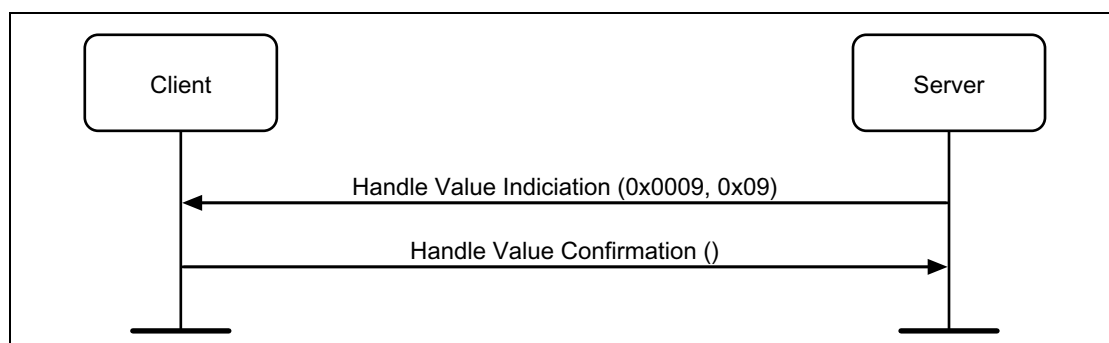 Client
Server
Handle Value Indiciation (0x0009, 0x09)
Handle Value Confirmation ()